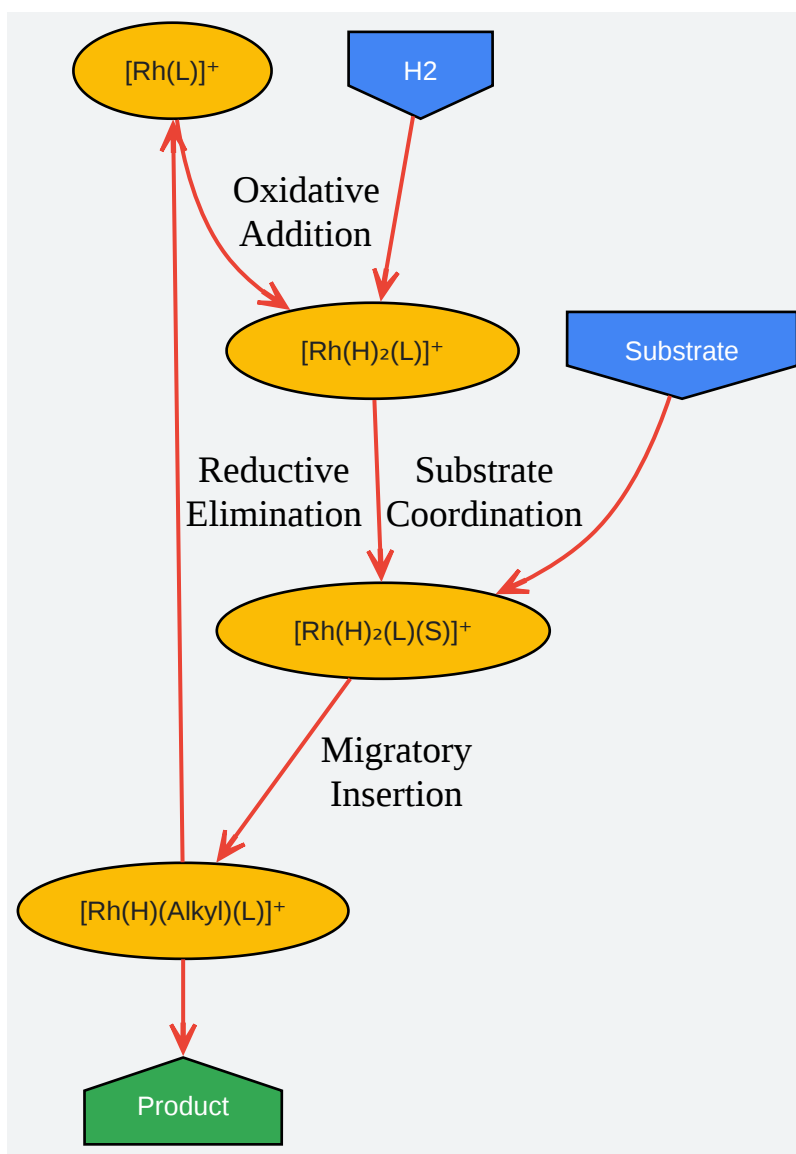 [Rh(L)]⁺
H2
Oxidative
Addition
[Rh(H)₂(L)]⁺
Substrate
Reductive
Elimination
Substrate
Coordination
[Rh(H)₂(L)(S)]⁺
Migratory
Insertion
[Rh(H)(Alkyl)(L)]⁺
Product